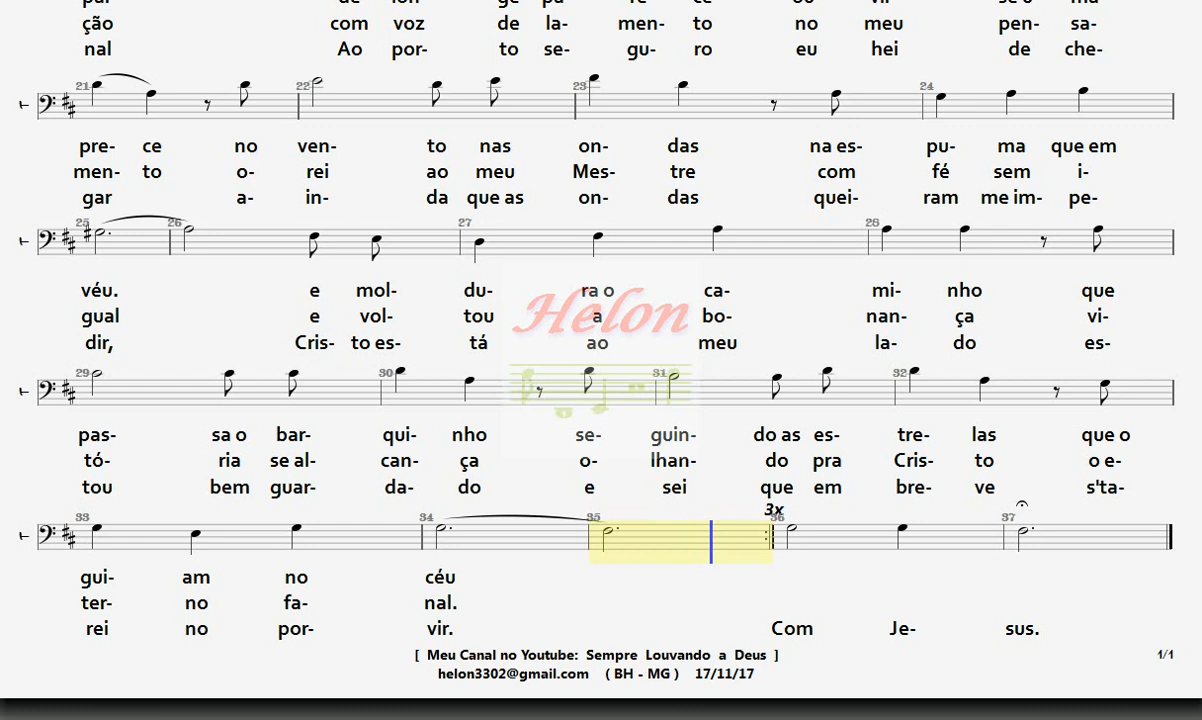 ção com voz de la- men- to no meu pen- sa-
nal Ao por- to se- gu- ro eu hei de che-
21 22 23 24
pre- ce no ven- to nas on- das na es- pu- ma que em
men- to o- rei ao meu Mes- tre com fé sem i-
gar a- in- da que as on- das quei- ram me im- pe-
25 26 27 28
véu. e mol- du- ra o ca- mi- nho que
gual e vol- tou a bo- nan- ça vi-
dir, Cris- to es- tá ao meu la- do es-
Helon
29 30 31 32
pas- sa o bar- qui- nho se- guin- do as es- tre- las que o
tó- ria se al- can- ça o- lhan- do pra Cris- to o e-
tou bem guar- da- do e sei que em bre- ve s'ta-
3x
33 34 35 36 37
gui- am no céu
ter- no fa- nal.
rei no por- vir. Com Je- sus.
[ Meu Canal no Youtube: Sempre Louvando a Deus ]
1/1
helon3302@gmail.com ( BH - MG ) 17/11/17